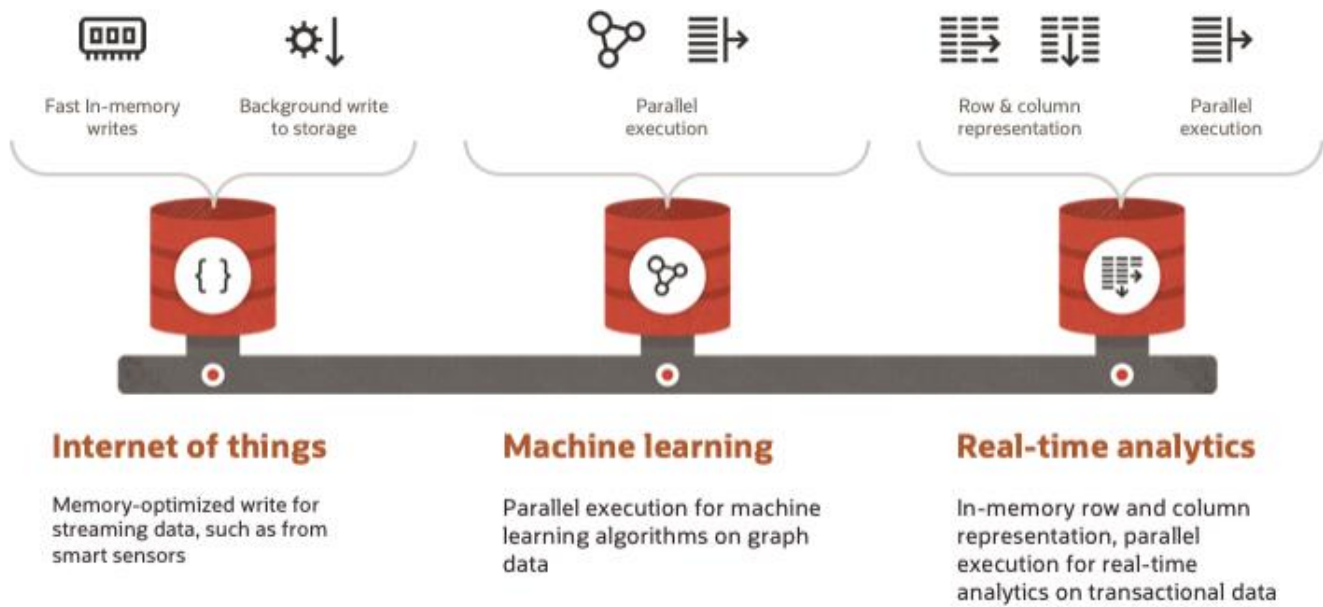 Fast In-memory
writes
Background write
to storage
Parallel
execution
Row & column
representation
Parallel
execution
{ }
Internet of things
Memory-optimized write for
streaming data, such as from
smart sensors
Machine learning
Parallel execution for machine
learning algorithms on graph
data
Real-time analytics
In-memory row and column
representation, parallel
execution for real-time
analytics on transactional data